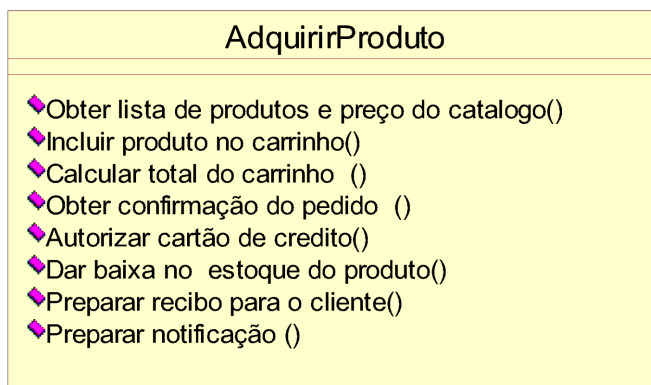 AdquirirProduto
Obter lista de produtos e preço do catalogo()
Incluir produto no carrinho()
Calcular total do carrinho ()
Obter confirmação do pedido ()
Autorizar cartão de credito()
Dar baixa no estoque do produto()
Preparar recibo para o cliente()
Preparar notificação ()